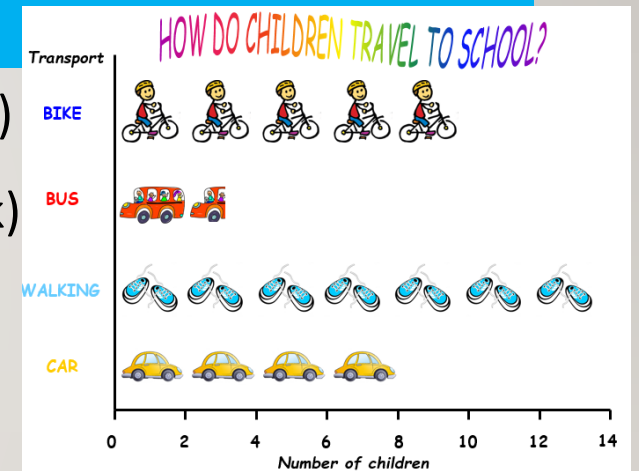 HOW DO CHILDREN TRAVEL TO SCHOOL?
Transport
)
BIKE
BUS
)
WALKING
CAR
0 2 4 6 8 10 12 14
Number of children